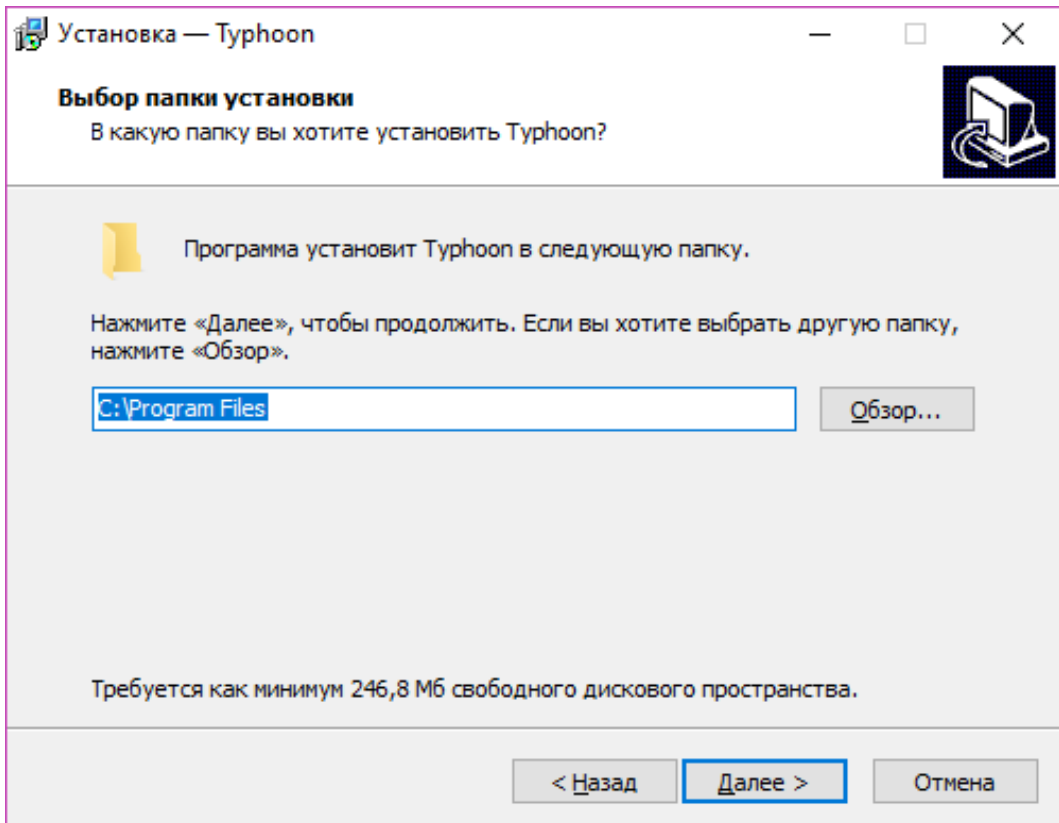 Установка — Typhoon
Выбор папки установки
В какую папку вы хотите установить Typhoon?
Программа установит Typhoon в следующую папку.
Нажмите «Далее», чтобы продолжить. Если вы хотите выбрать другую папку,
нажмите «Обзор».
C:\Program Files
Обзор...
Требуется как минимум 246,8 Мб свободного дискового пространства.
< Назад
Далее >
Отмена